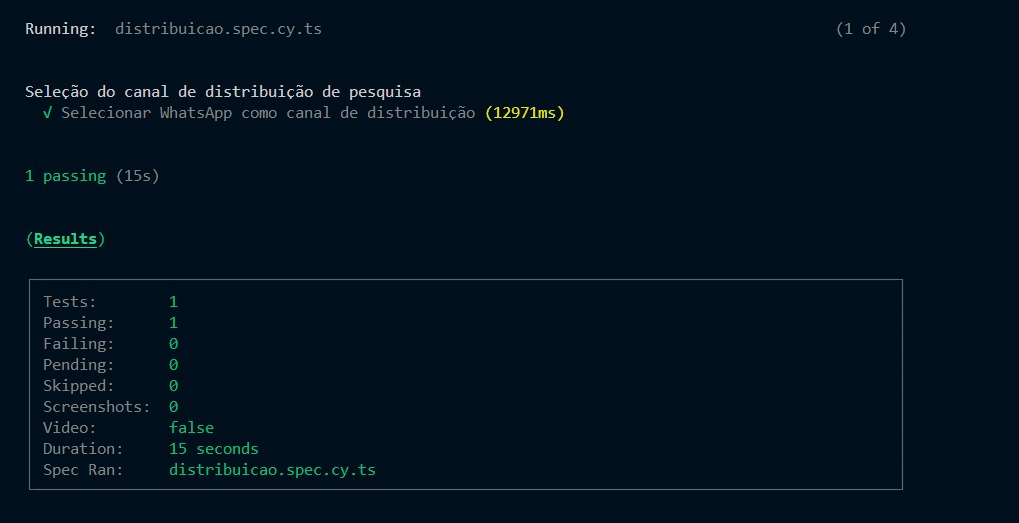 Running: distribuicao.spec.cy.ts (1 of 4)
Seleção do canal de distribuição de pesquisa
√ Selecionar WhatsApp como canal de distribuição (12971ms)
1 passing (15s)
(Results)
Tests: 1
Passing: 1
Failing: 0
Pending: 0
Skipped: 0
Screenshots: 0
Video: false
Duration: 15 seconds
Spec Ran: distribuicao.spec.cy.ts